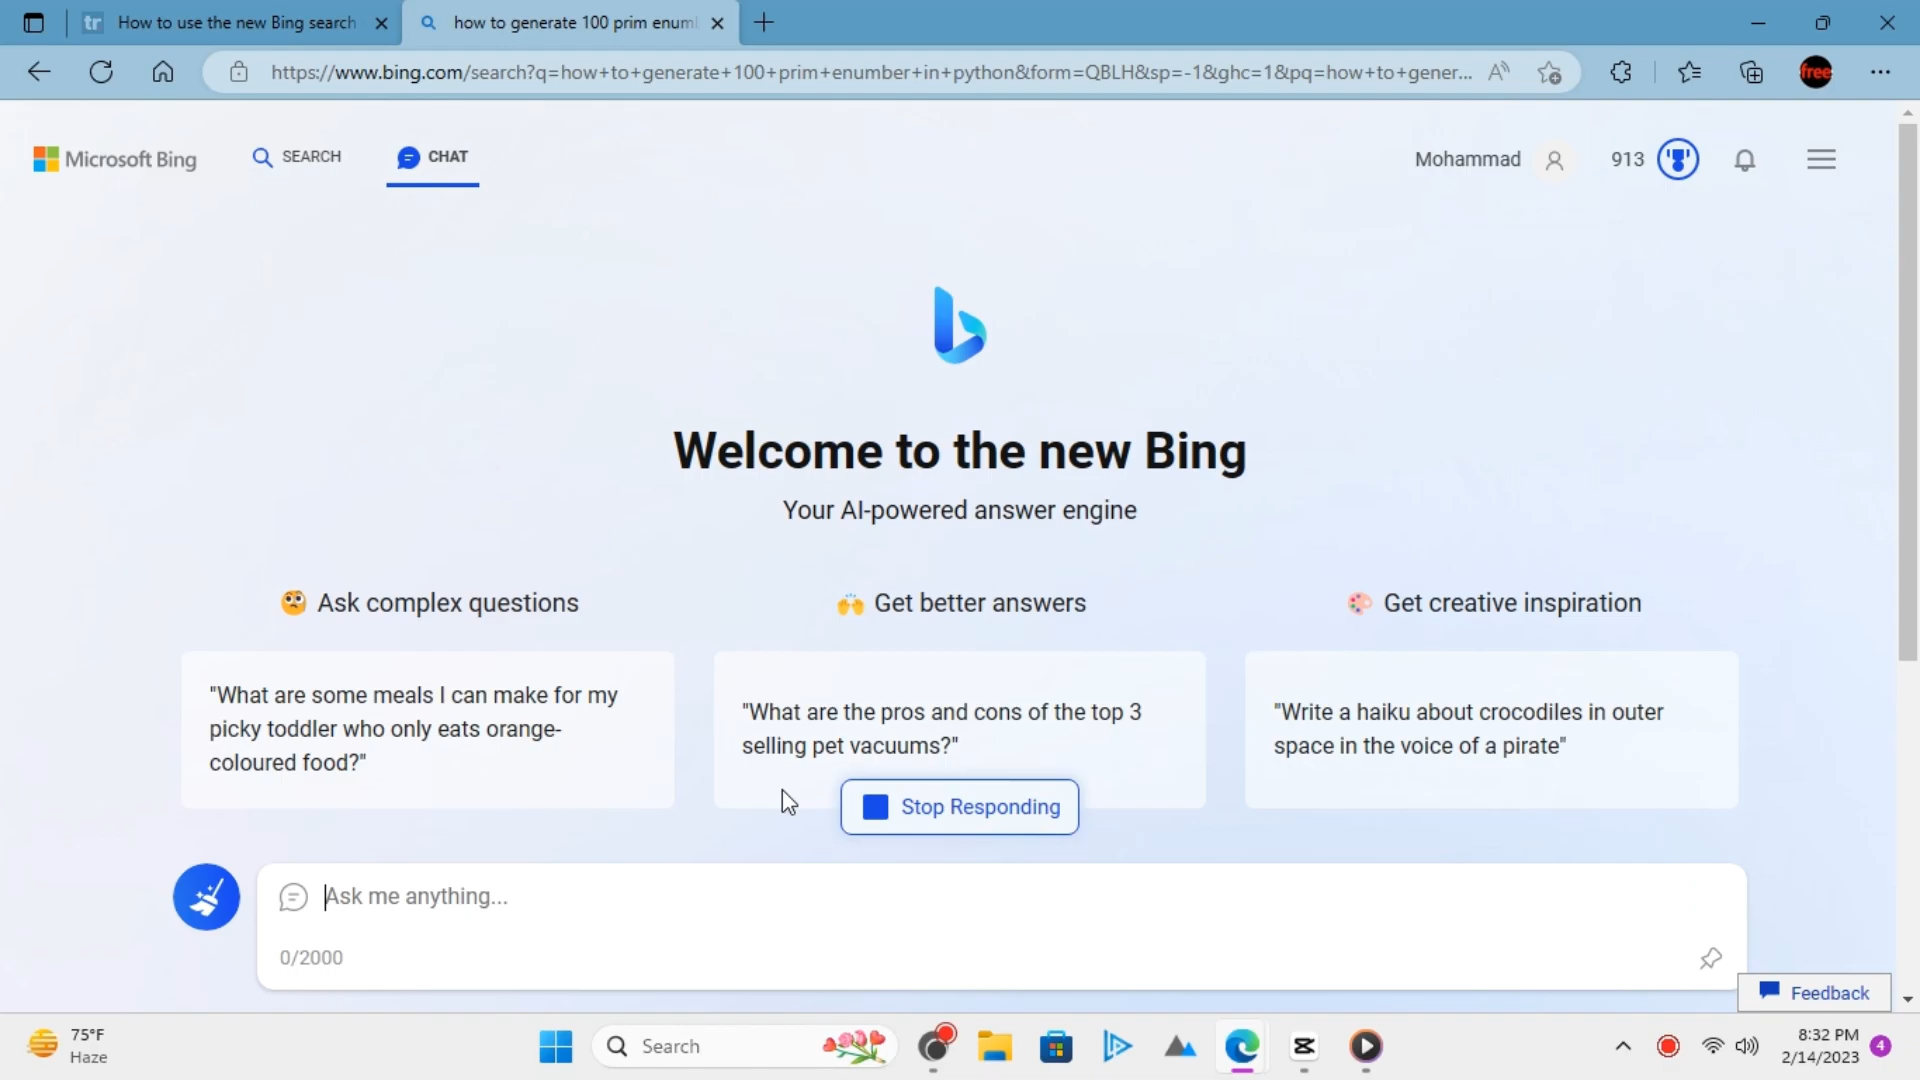 tr How to use the new Bing search
how to generate 100 prim enum
https://www.bing.com/search?q=how+to+generate+100+prim+enumber+in+python&form=QBLH&sp=-1&ghc=1&pq=how+to+gener...
free
Microsoft Bing
SEARCH
CHAT
Mohammad
913
Welcome to the new Bing
Your AI-powered answer engine
Ask complex questions
Get better answers
Get creative inspiration
"What are some meals I can make for my
picky toddler who only eats orange-
coloured food?"
"What are the pros and cons of the top 3
selling pet vacuums?"
"Write a haiku about crocodiles in outer
space in the voice of a pirate"
Stop Responding
Ask me anything...
0/2000
Feedback
75°F
Haze
Search
8:32 PM
2/14/2023
4